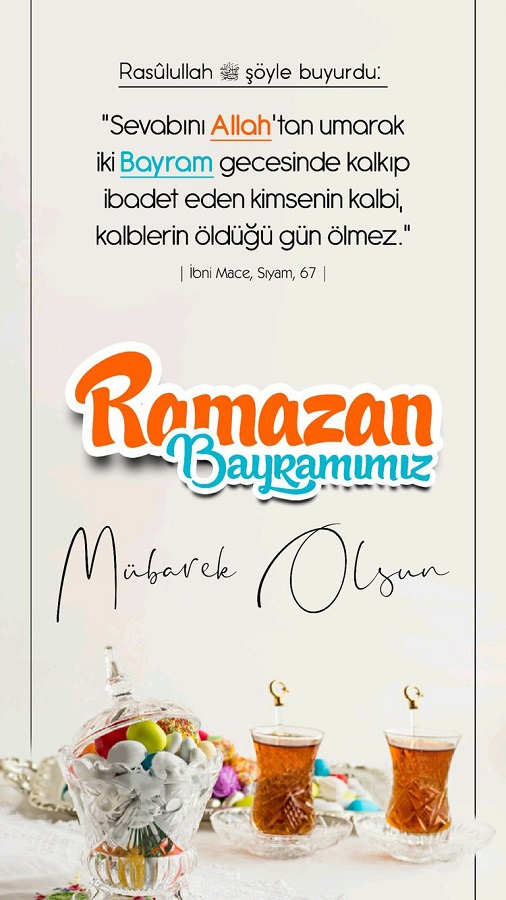 Rasûlullah ﷺ şöyle buyurdu:
"Sevabını Allah'tan umarak
iki Bayram gecesinde kalkıp
ibadet eden kimsenin kalbi,
kalblerin öldüğü gün ölmez."
| İbni Mace, Sıyam, 67 |
Ramazan
Bayramımız
Mübarek Olsun